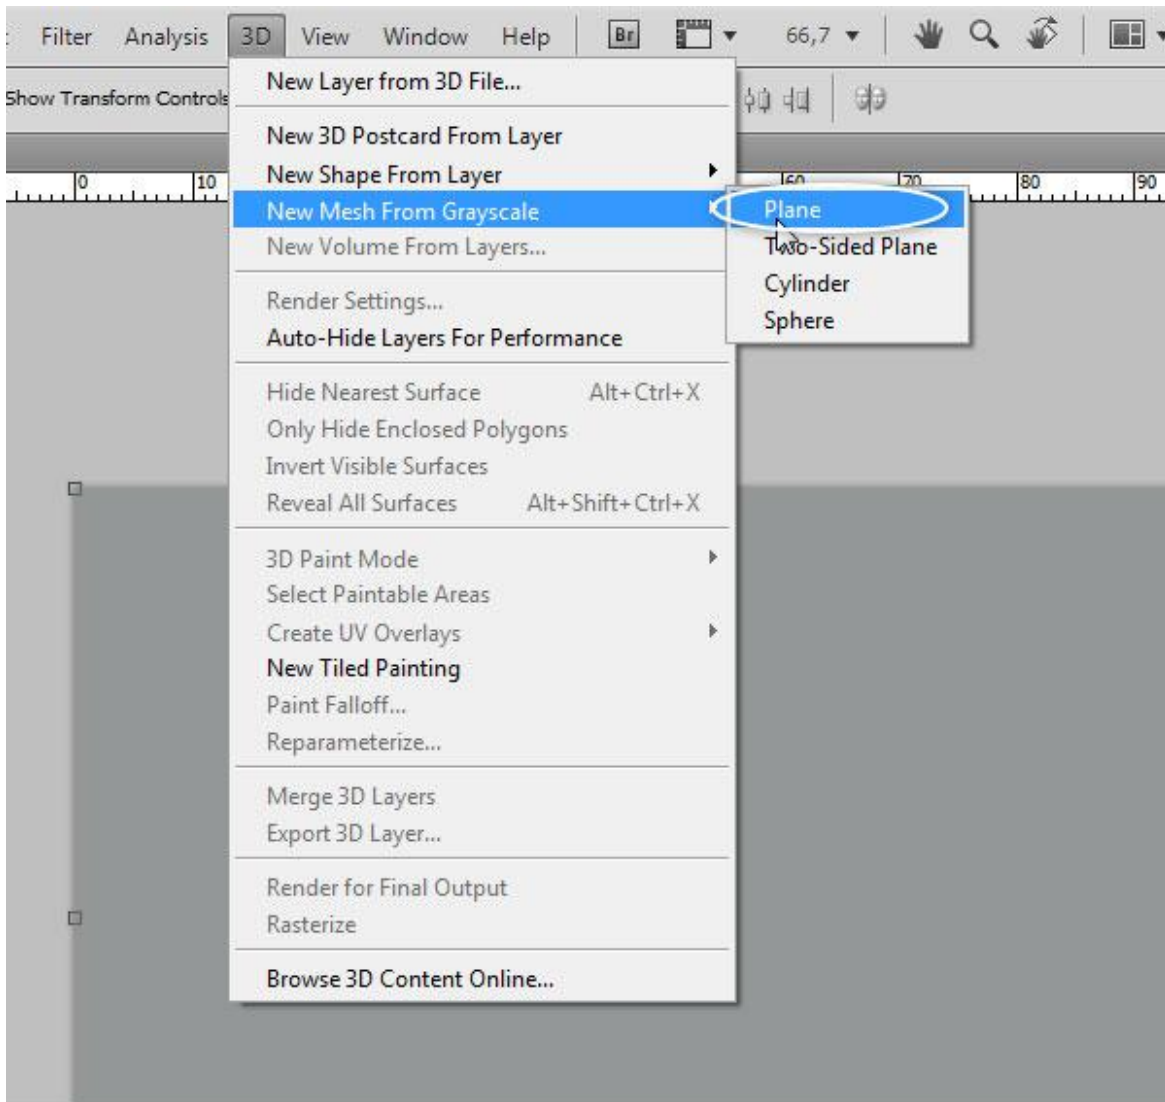 Filter Analysis 3D View Window Help Br 66,7
Show Transform Controls
0 10 60 70 80 90
New Layer from 3D File...
New 3D Postcard From Layer
New Shape From Layer
New Mesh From Grayscale
New Volume From Layers...
Render Settings...
Auto-Hide Layers For Performance
Hide Nearest Surface Alt+Ctrl+X
Only Hide Enclosed Polygons
Invert Visible Surfaces
Reveal All Surfaces Alt+Shift+Ctrl+X
3D Paint Mode
Select Paintable Areas
Create UV Overlays
New Tiled Painting
Paint Falloff...
Reparameterize...
Merge 3D Layers
Export 3D Layer...
Render for Final Output
Rasterize
Browse 3D Content Online...
Plane
Two-Sided Plane
Cylinder
Sphere